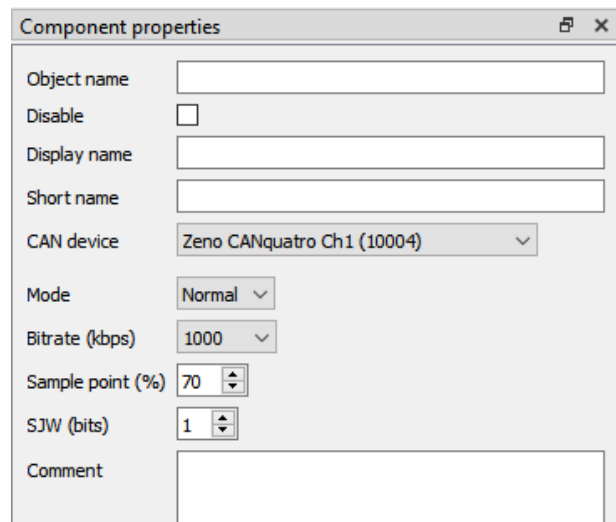 Component properties
Object name
Disable
Display name
Short name
CAN device Zeno CANquatro Ch1 (10004)
Mode Normal
Bitrate (kbps) 1000
Sample point (%) 70
SJW (bits) 1
Comment